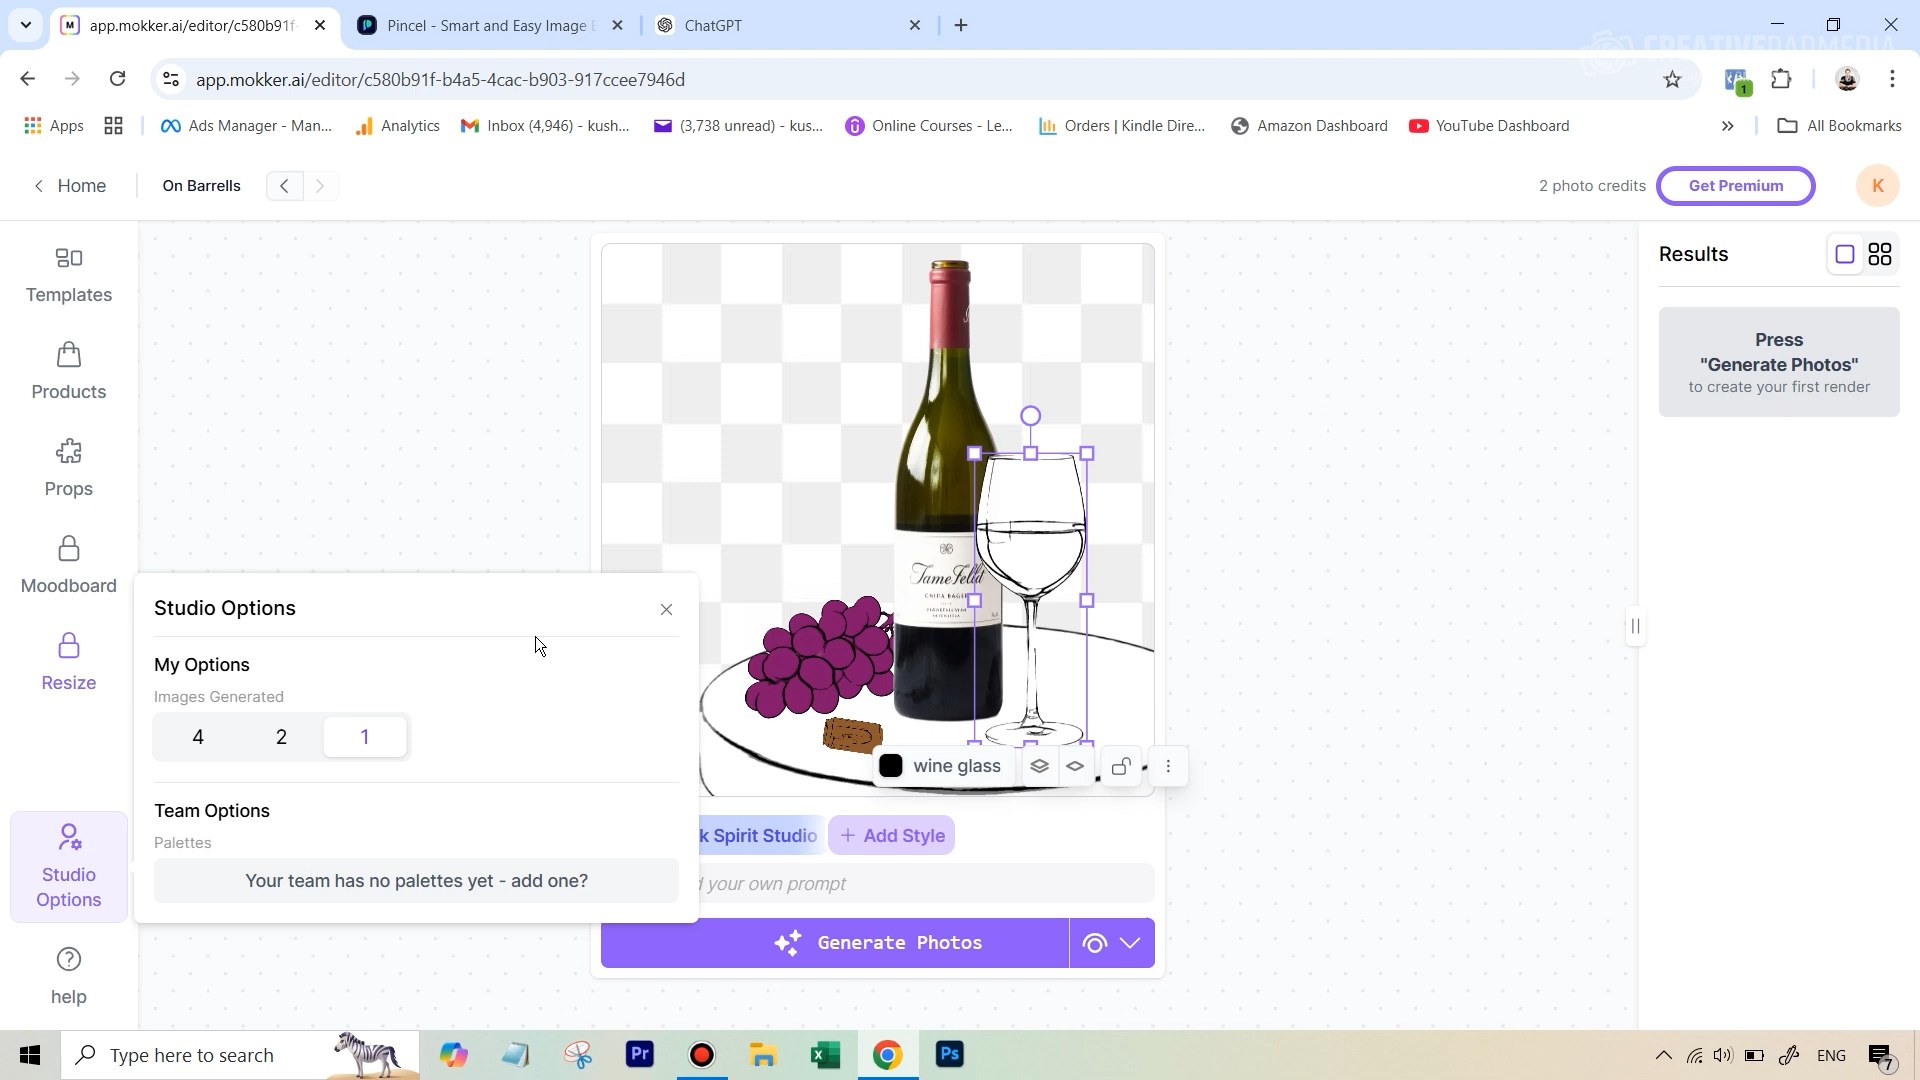 app.mokker.ai/editor/c580b91f-
Pincel - Smart and Easy Image E
ChatGPT
CREATIVEDADMEDIA
app.mokker.ai/editor/c580b91f-b4a5-4cac-b903-917ccee7946d
1
Apps
Ads Manager - Man...
Analytics
Inbox (4,946) - kush...
(3,738 unread) - kus...
Online Courses - Le...
Orders | Kindle Dire...
Amazon Dashboard
YouTube Dashboard
All Bookmarks
Home
On Barrells
2 photo credits
Get Premium
K
Templates
Products
Props
Moodboard
Resize
Studio
Options
help
Results
Press
"Generate Photos"
to create your first render
Studio Options
My Options
Images Generated
4 2 1
Team Options
Palettes
Your team has no palettes yet - add one?
wine glass
k Spirit Studio
+ Add Style
your own prompt
Generate Photos
Type here to search
Pr
Ps
ENG
7